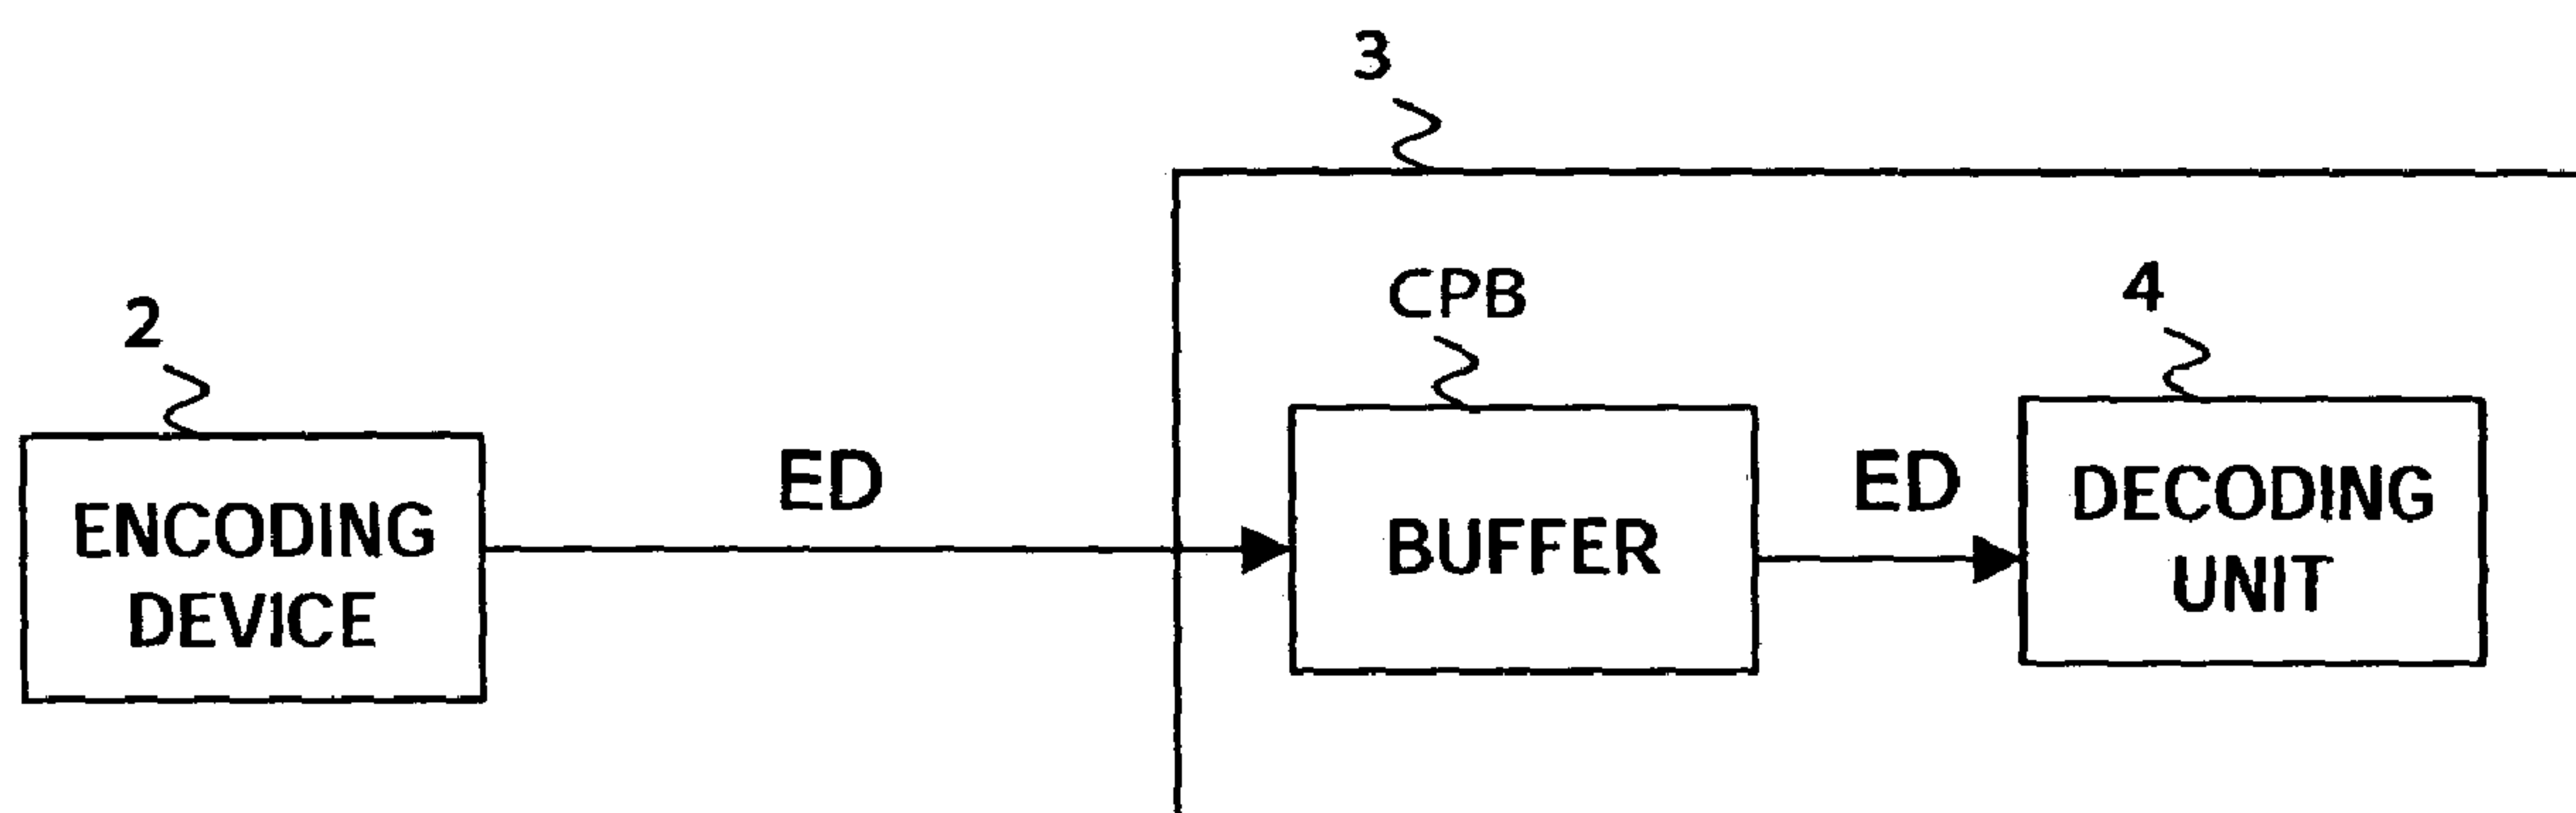 3
CPB
4
2
ED
ED
DECODING
UNIT
ENCODING
DEVICE
BUFFER